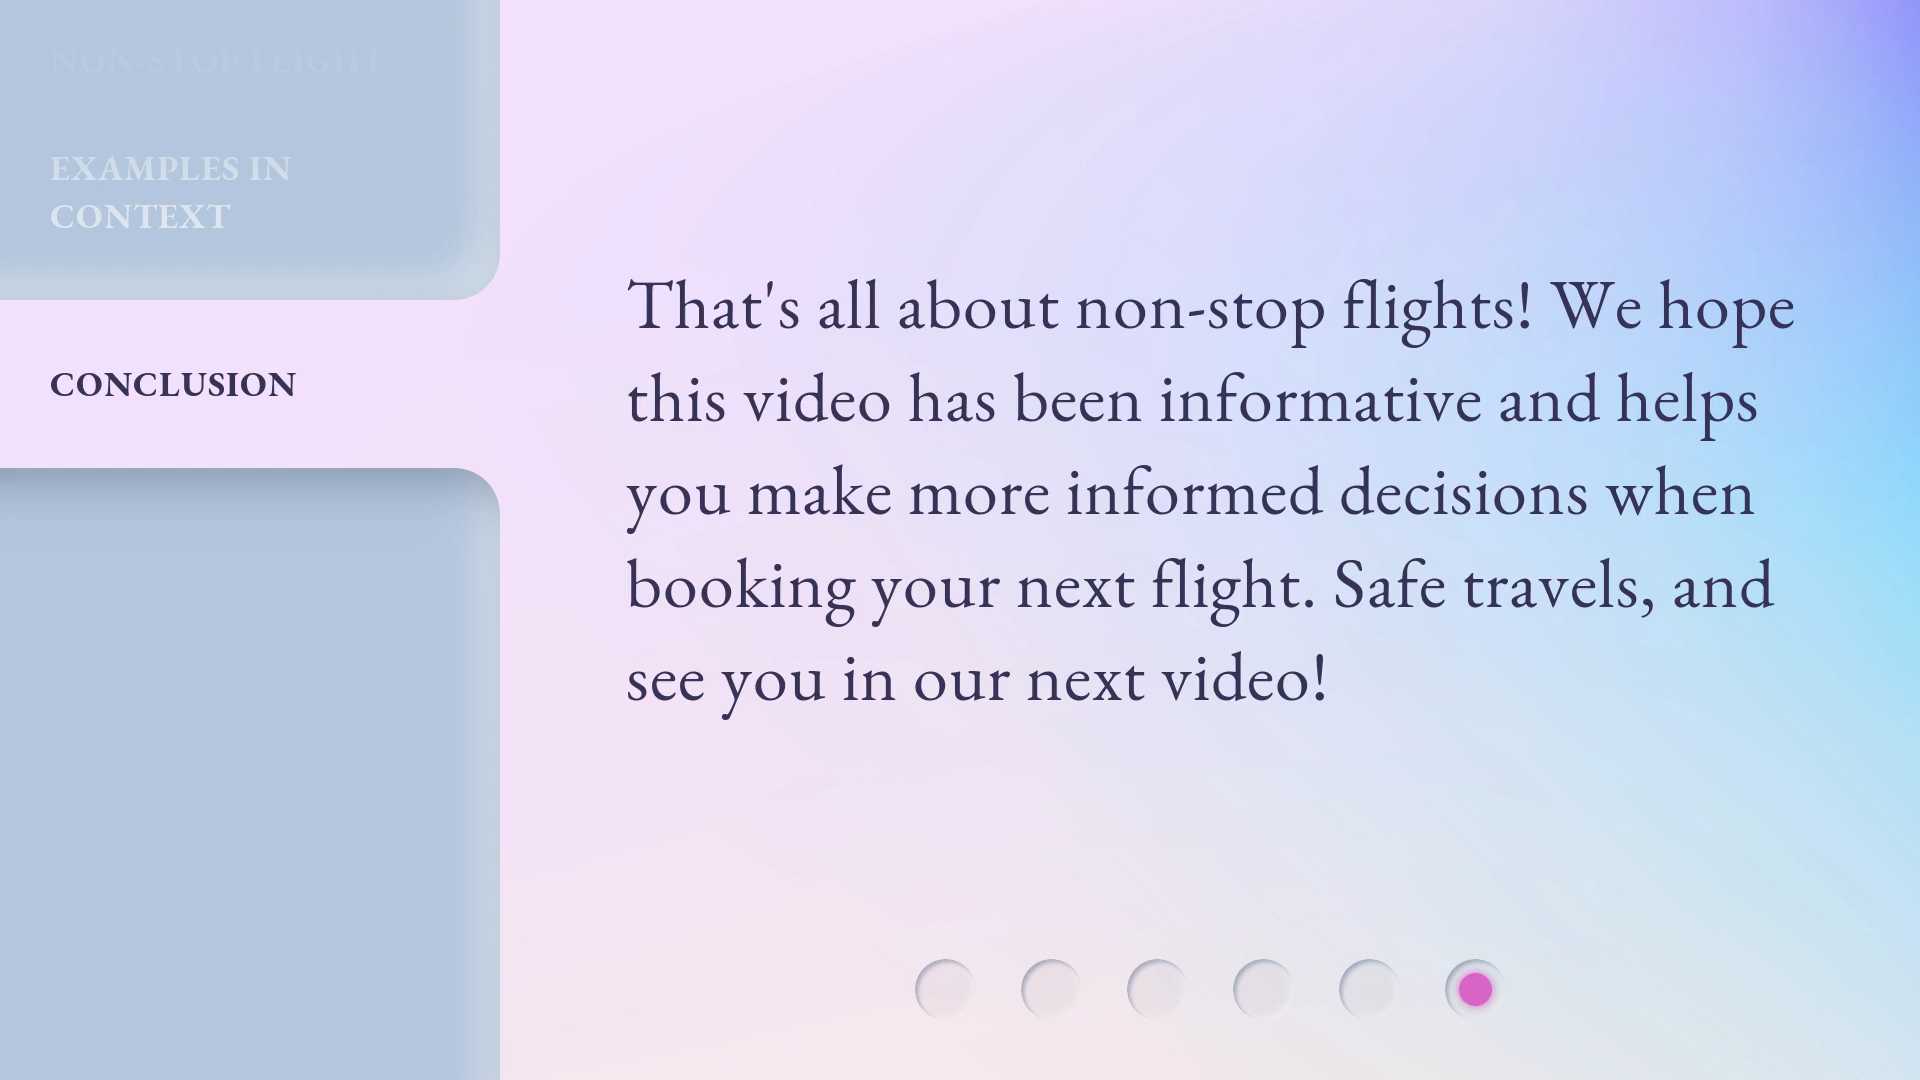 NON-STOP FLIGHT
EXAMPLES IN
CONTEXT
CONCLUSION
That's all about non-stop flights! We hope
this video has been informative and helps
you make more informed decisions when
booking your next flight. Safe travels, and
see you in our next video!